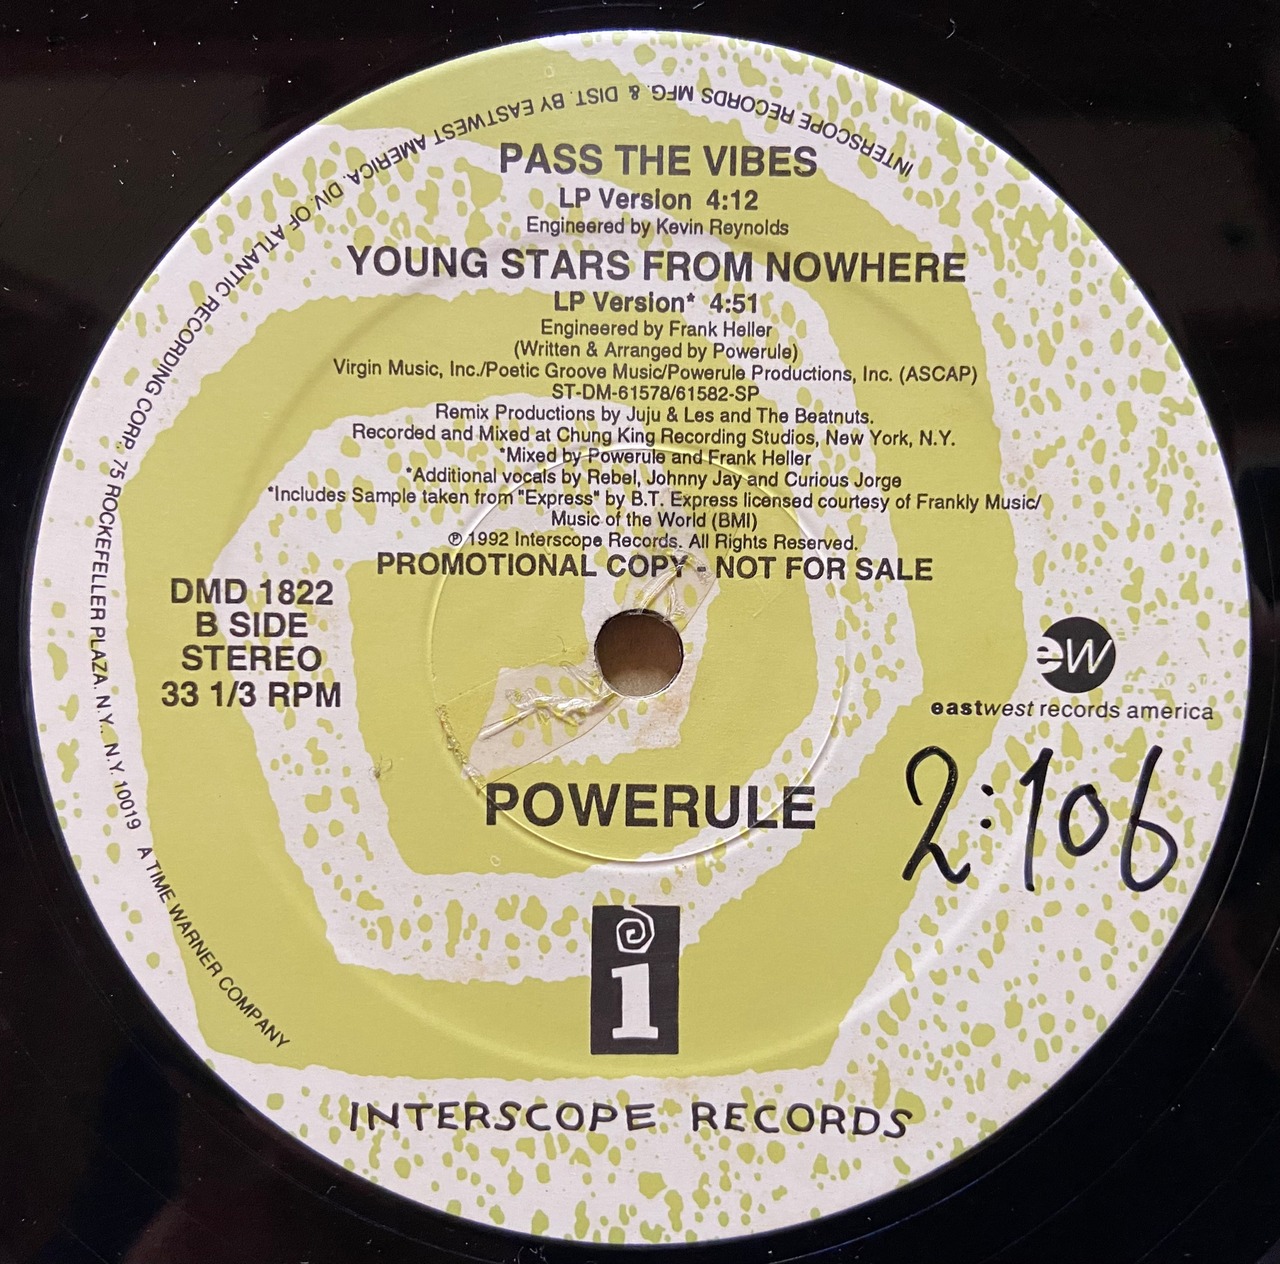 INTERSCOPE RECORDS MFG. & DIST. BY EASTWEST AMERICA, DIV. OF ATLANTIC RECORDING CORP., 75 ROCKEFELLER PLAZA, N.Y., N.Y. 10019 A TIME WARNER COMPANY
PASS THE VIBES
LP Version 4:12
Engineered by Kevin Reynolds
YOUNG STARS FROM NOWHERE
LP Version* 4:51
Engineered by Frank Heller
(Written & Arranged by Powerule)
Virgin Music, Inc./Poetic Groove Music/Powerule Productions, Inc. (ASCAP)
ST-DM-61578/61582-SP
Remix Productions by Juju & Les and The Beatnuts.
Recorded and Mixed at Chung King Recording Studios, New York, N.Y.
*Mixed by Powerule and Frank Heller
*Additional vocals by Rebel, Johnny Jay and Curious Jorge
*Includes Sample taken from "Express" by B.T. Express licensed courtesy of Frankly Music/
Music of the World (BMI)
℗ 1992 Interscope Records. All Rights Reserved.
PROMOTIONAL COPY - NOT FOR SALE
DMD 1822
B SIDE
STEREO
33 1/3 RPM
ew
eastwest records america
2:106
POWERULE
i
INTERSCOPE RECORDS